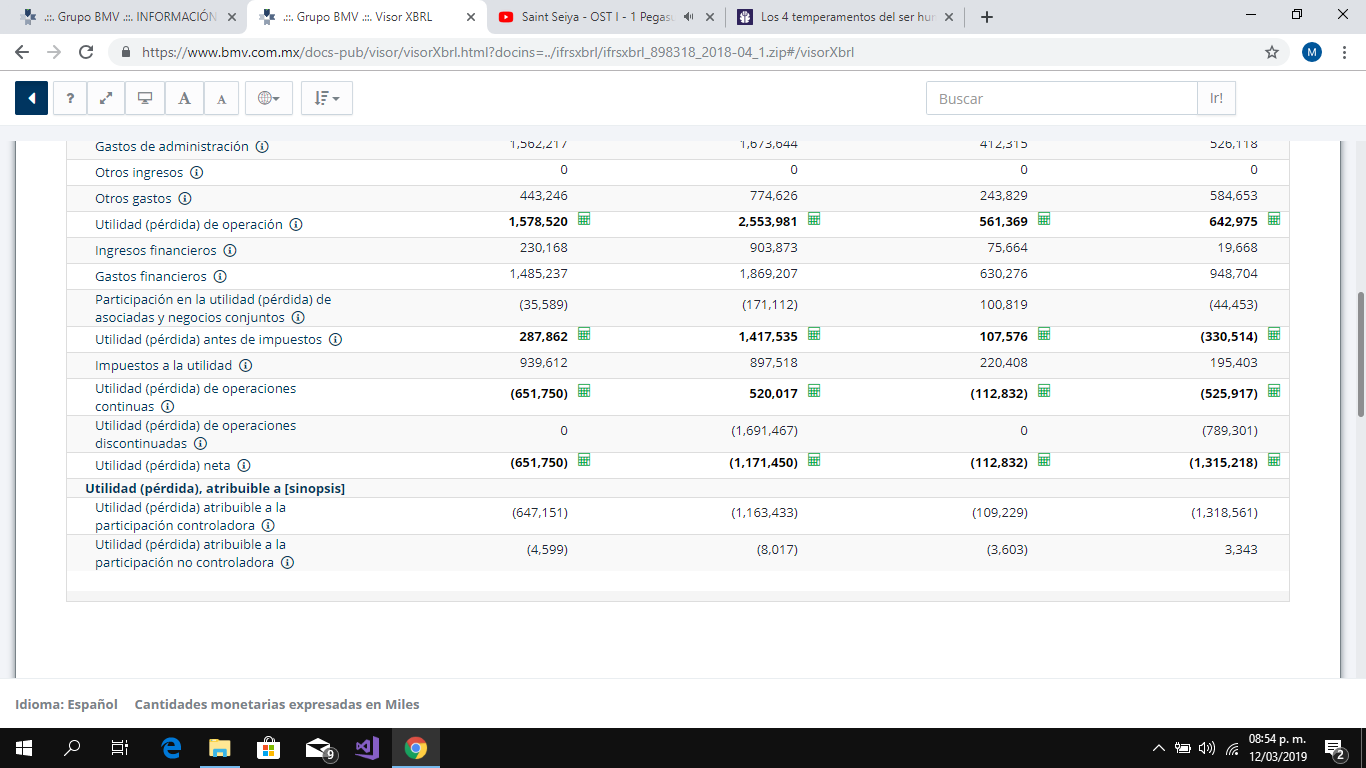 .::. Grupo BMV .::. INFORMACIÓN
.::. Grupo BMV .::. Visor XBRL
Saint Seiya - OST I - 1 Pegasu
Los 4 temperamentos del ser hum
https://www.bmv.com.mx/docs-pub/visor/visorXbrl.html?docins=../ifrsxbrl/ifrsxbrl_898318_2018-04_1.zip#/visorXbrl
M
? A A Buscar Ir!
Gastos de administración 1,562,217 1,673,644 412,315 526,118
Otros ingresos 0 0 0 0
Otros gastos 443,246 774,626 243,829 584,653
Utilidad (pérdida) de operación 1,578,520 2,553,981 561,369 642,975
Ingresos financieros 230,168 903,873 75,664 19,668
Gastos financieros 1,485,237 1,869,207 630,276 948,704
Participación en la utilidad (pérdida) de
asociadas y negocios conjuntos (35,589) (171,112) 100,819 (44,453)
Utilidad (pérdida) antes de impuestos 287,862 1,417,535 107,576 (330,514)
Impuestos a la utilidad 939,612 897,518 220,408 195,403
Utilidad (pérdida) de operaciones
continuas (651,750) 520,017 (112,832) (525,917)
Utilidad (pérdida) de operaciones
discontinuadas 0 (1,691,467) 0 (789,301)
Utilidad (pérdida) neta (651,750) (1,171,450) (112,832) (1,315,218)
Utilidad (pérdida), atribuible a [sinopsis]
Utilidad (pérdida) atribuible a la
participación controladora (647,151) (1,163,433) (109,229) (1,318,561)
Utilidad (pérdida) atribuible a la
participación no controladora (4,599) (8,017) (3,603) 3,343
Idioma: Español Cantidades monetarias expresadas en Miles
9
08:54 p. m.
12/03/2019
2